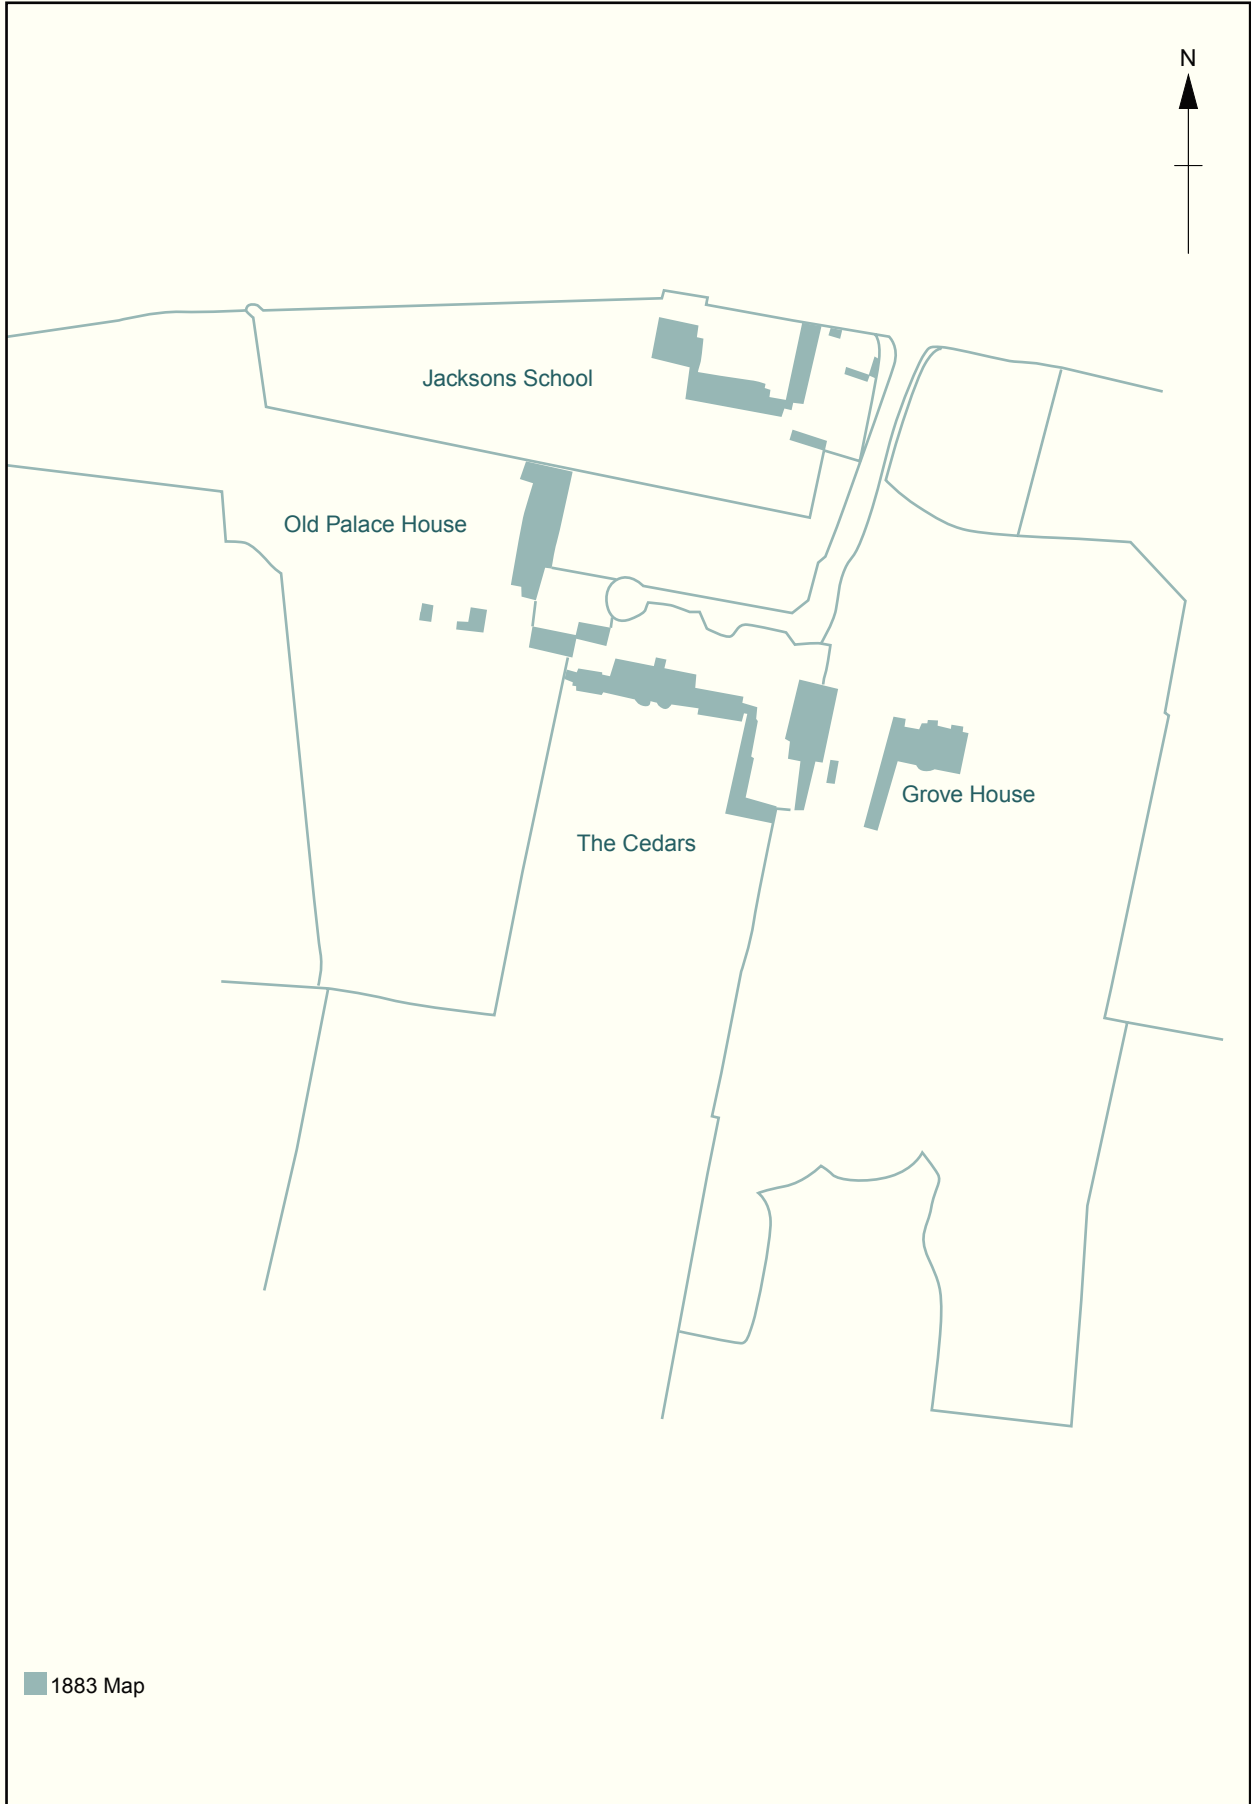 N
Jacksons School
Old Palace House
Grove House
The Cedars
1883 Map